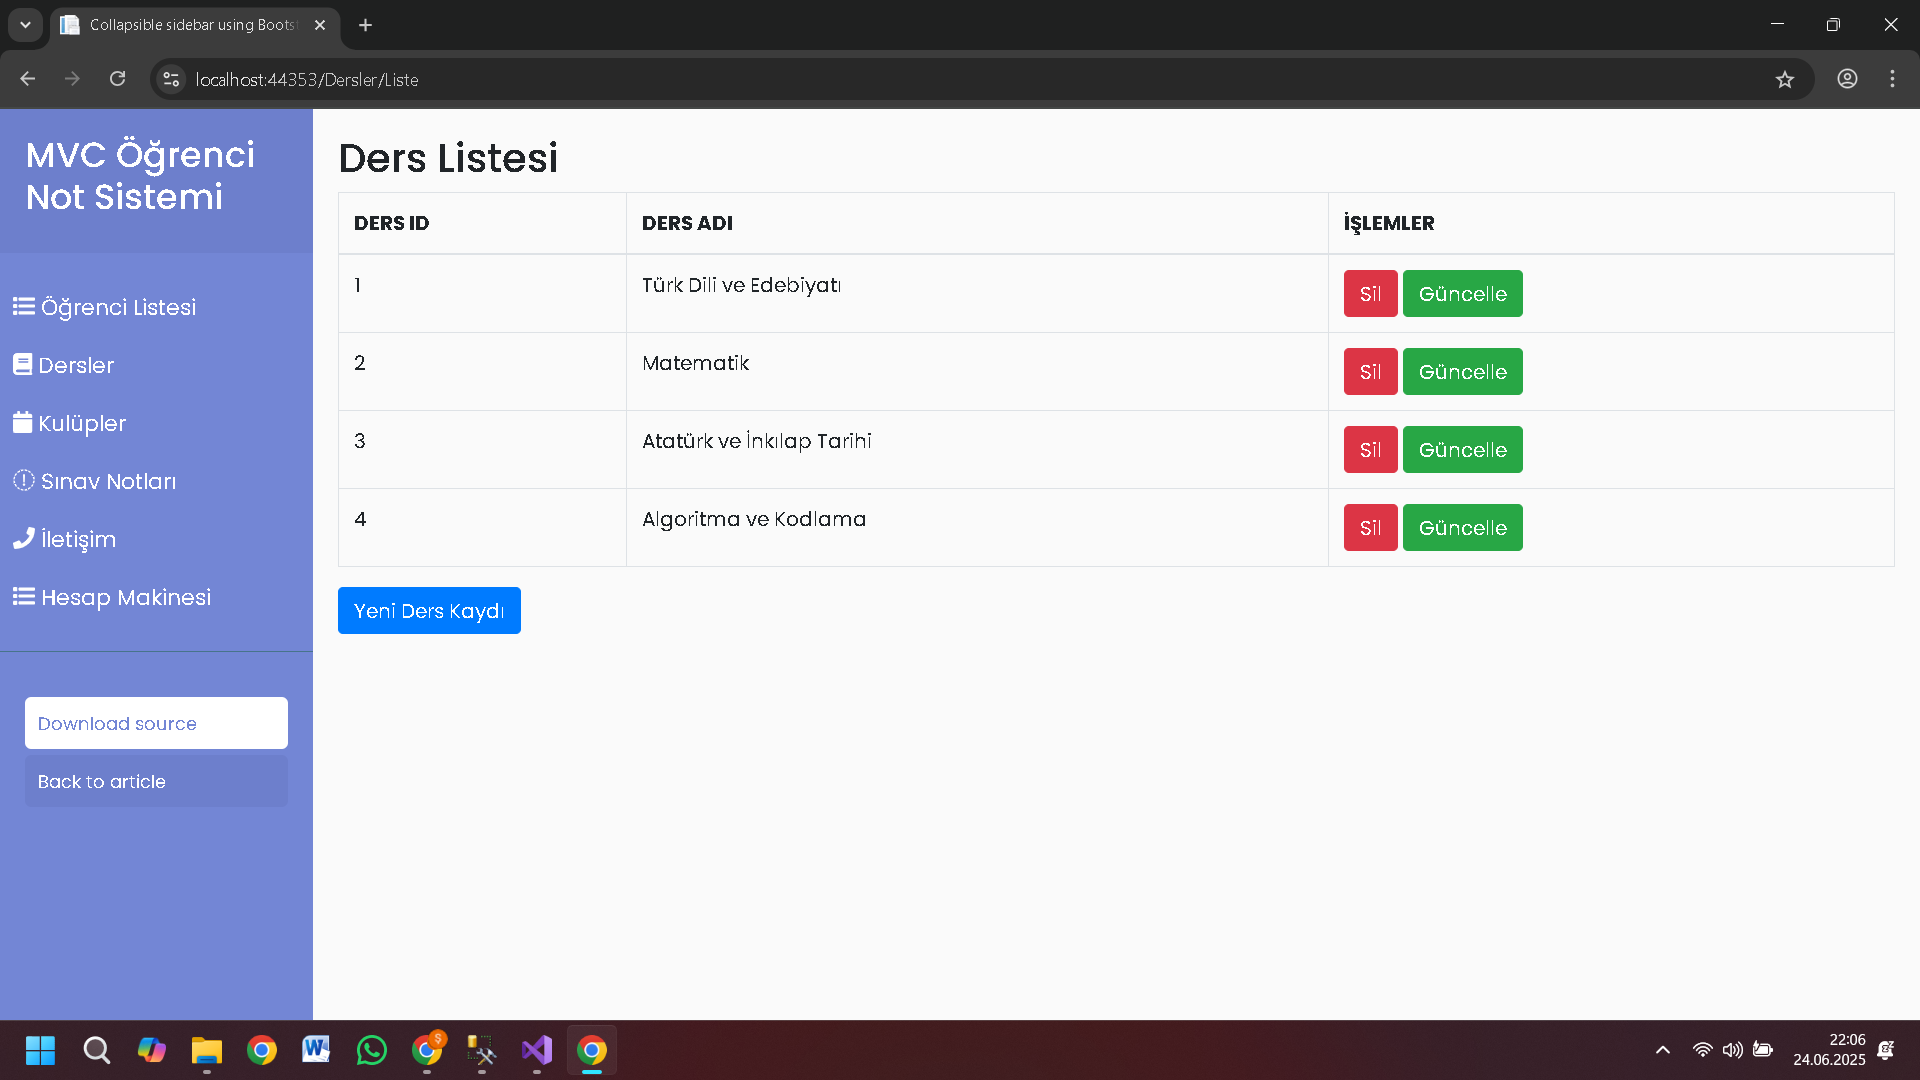 Collapsible sidebar using Boots
localhost:44353/Dersler/Liste
MVC Öğrenci
Not Sistemi
Öğrenci Listesi
Dersler
Kulüpler
Sınav Notları
İletişim
Hesap Makinesi
Download source
Back to article
Ders Listesi
DERS ID DERS ADI İŞLEMLER
1 Türk Dili ve Edebiyatı Sil Güncelle
2 Matematik Sil Güncelle
3 Atatürk ve İnkılap Tarihi Sil Güncelle
4 Algoritma ve Kodlama Sil Güncelle
Yeni Ders Kaydı
22:06
24.06.2025